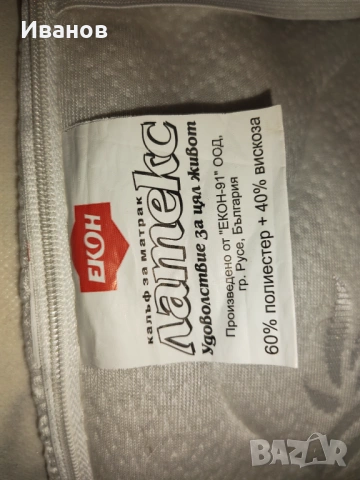 Иванов
ЕКОН
калъф за матрак
Латекс
Удоволствие за цял живот
Произведено от "ЕКОН-91" ООД,
гр. Русе, България
60% полиестер + 40% вискоза
BAZAR